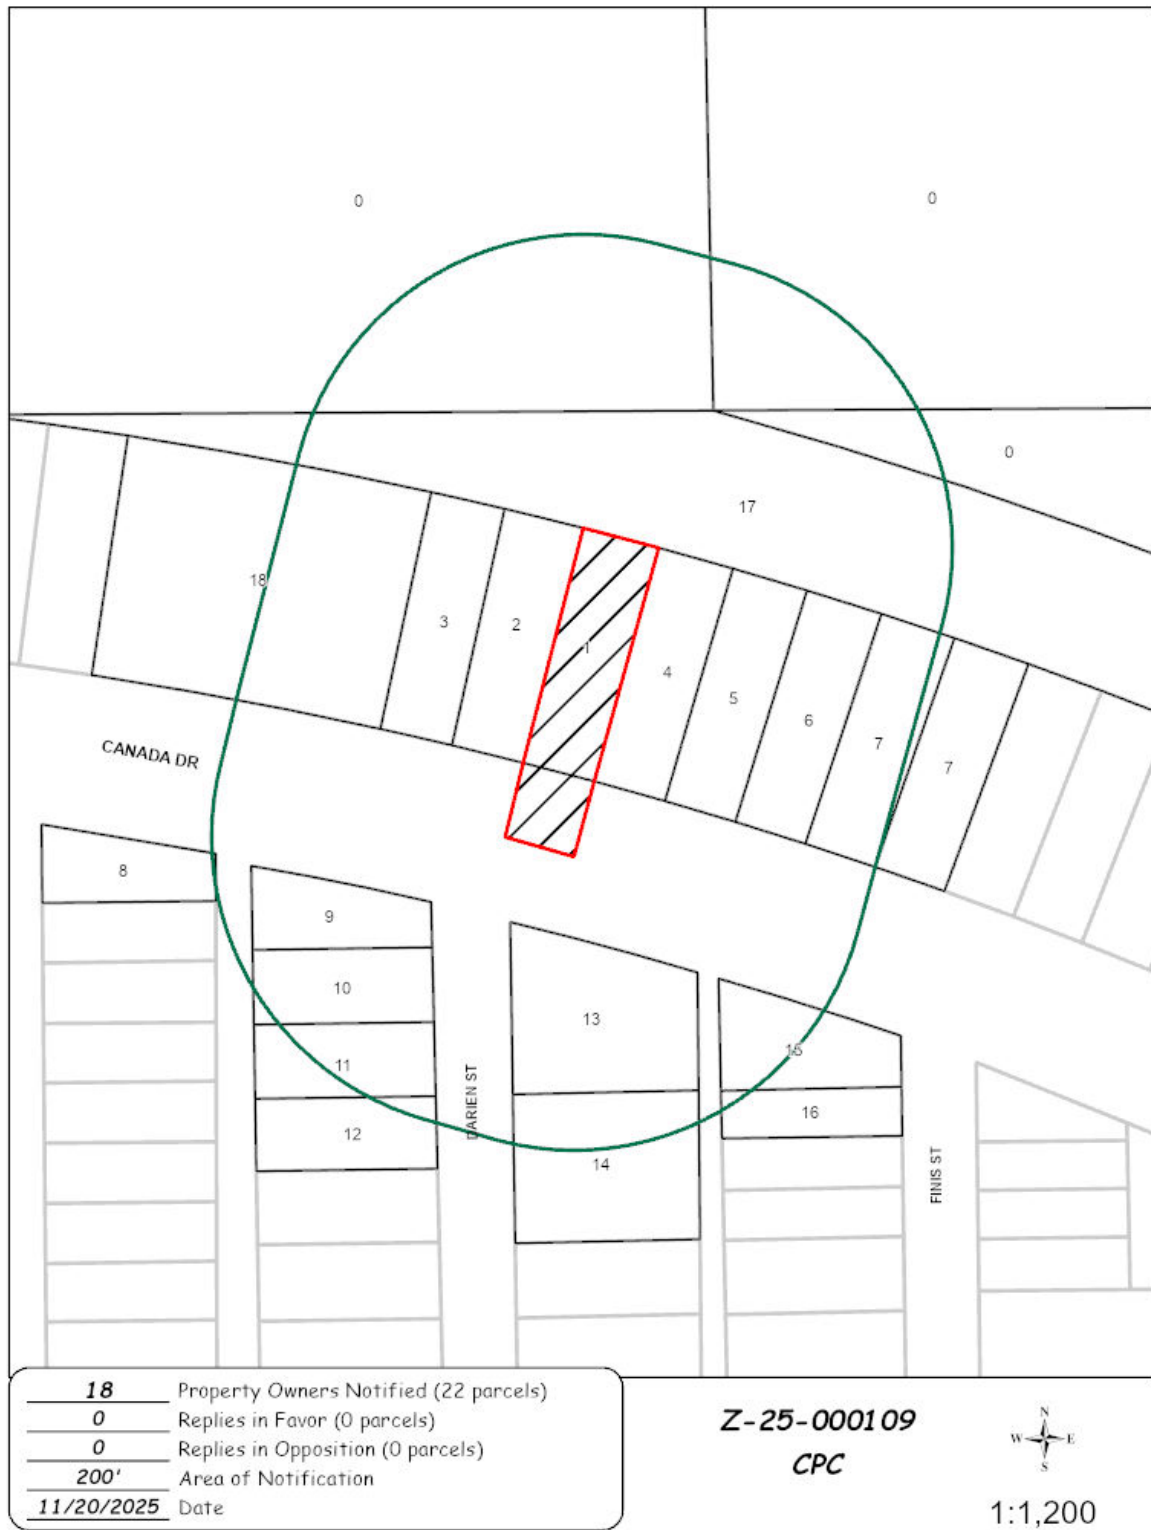 0
0
0
17
18
3
2
1
4
5
6
7
7
CANADA DR
8
9
10
11
12
13
14
15
16
DARIEN ST
FINIS ST
18 Property Owners Notified (22 parcels)
0 Replies in Favor (0 parcels)
0 Replies in Opposition (0 parcels)
200' Area of Notification
11/20/2025 Date
Z-25-000109
CPC
N
W E
S
1:1,200